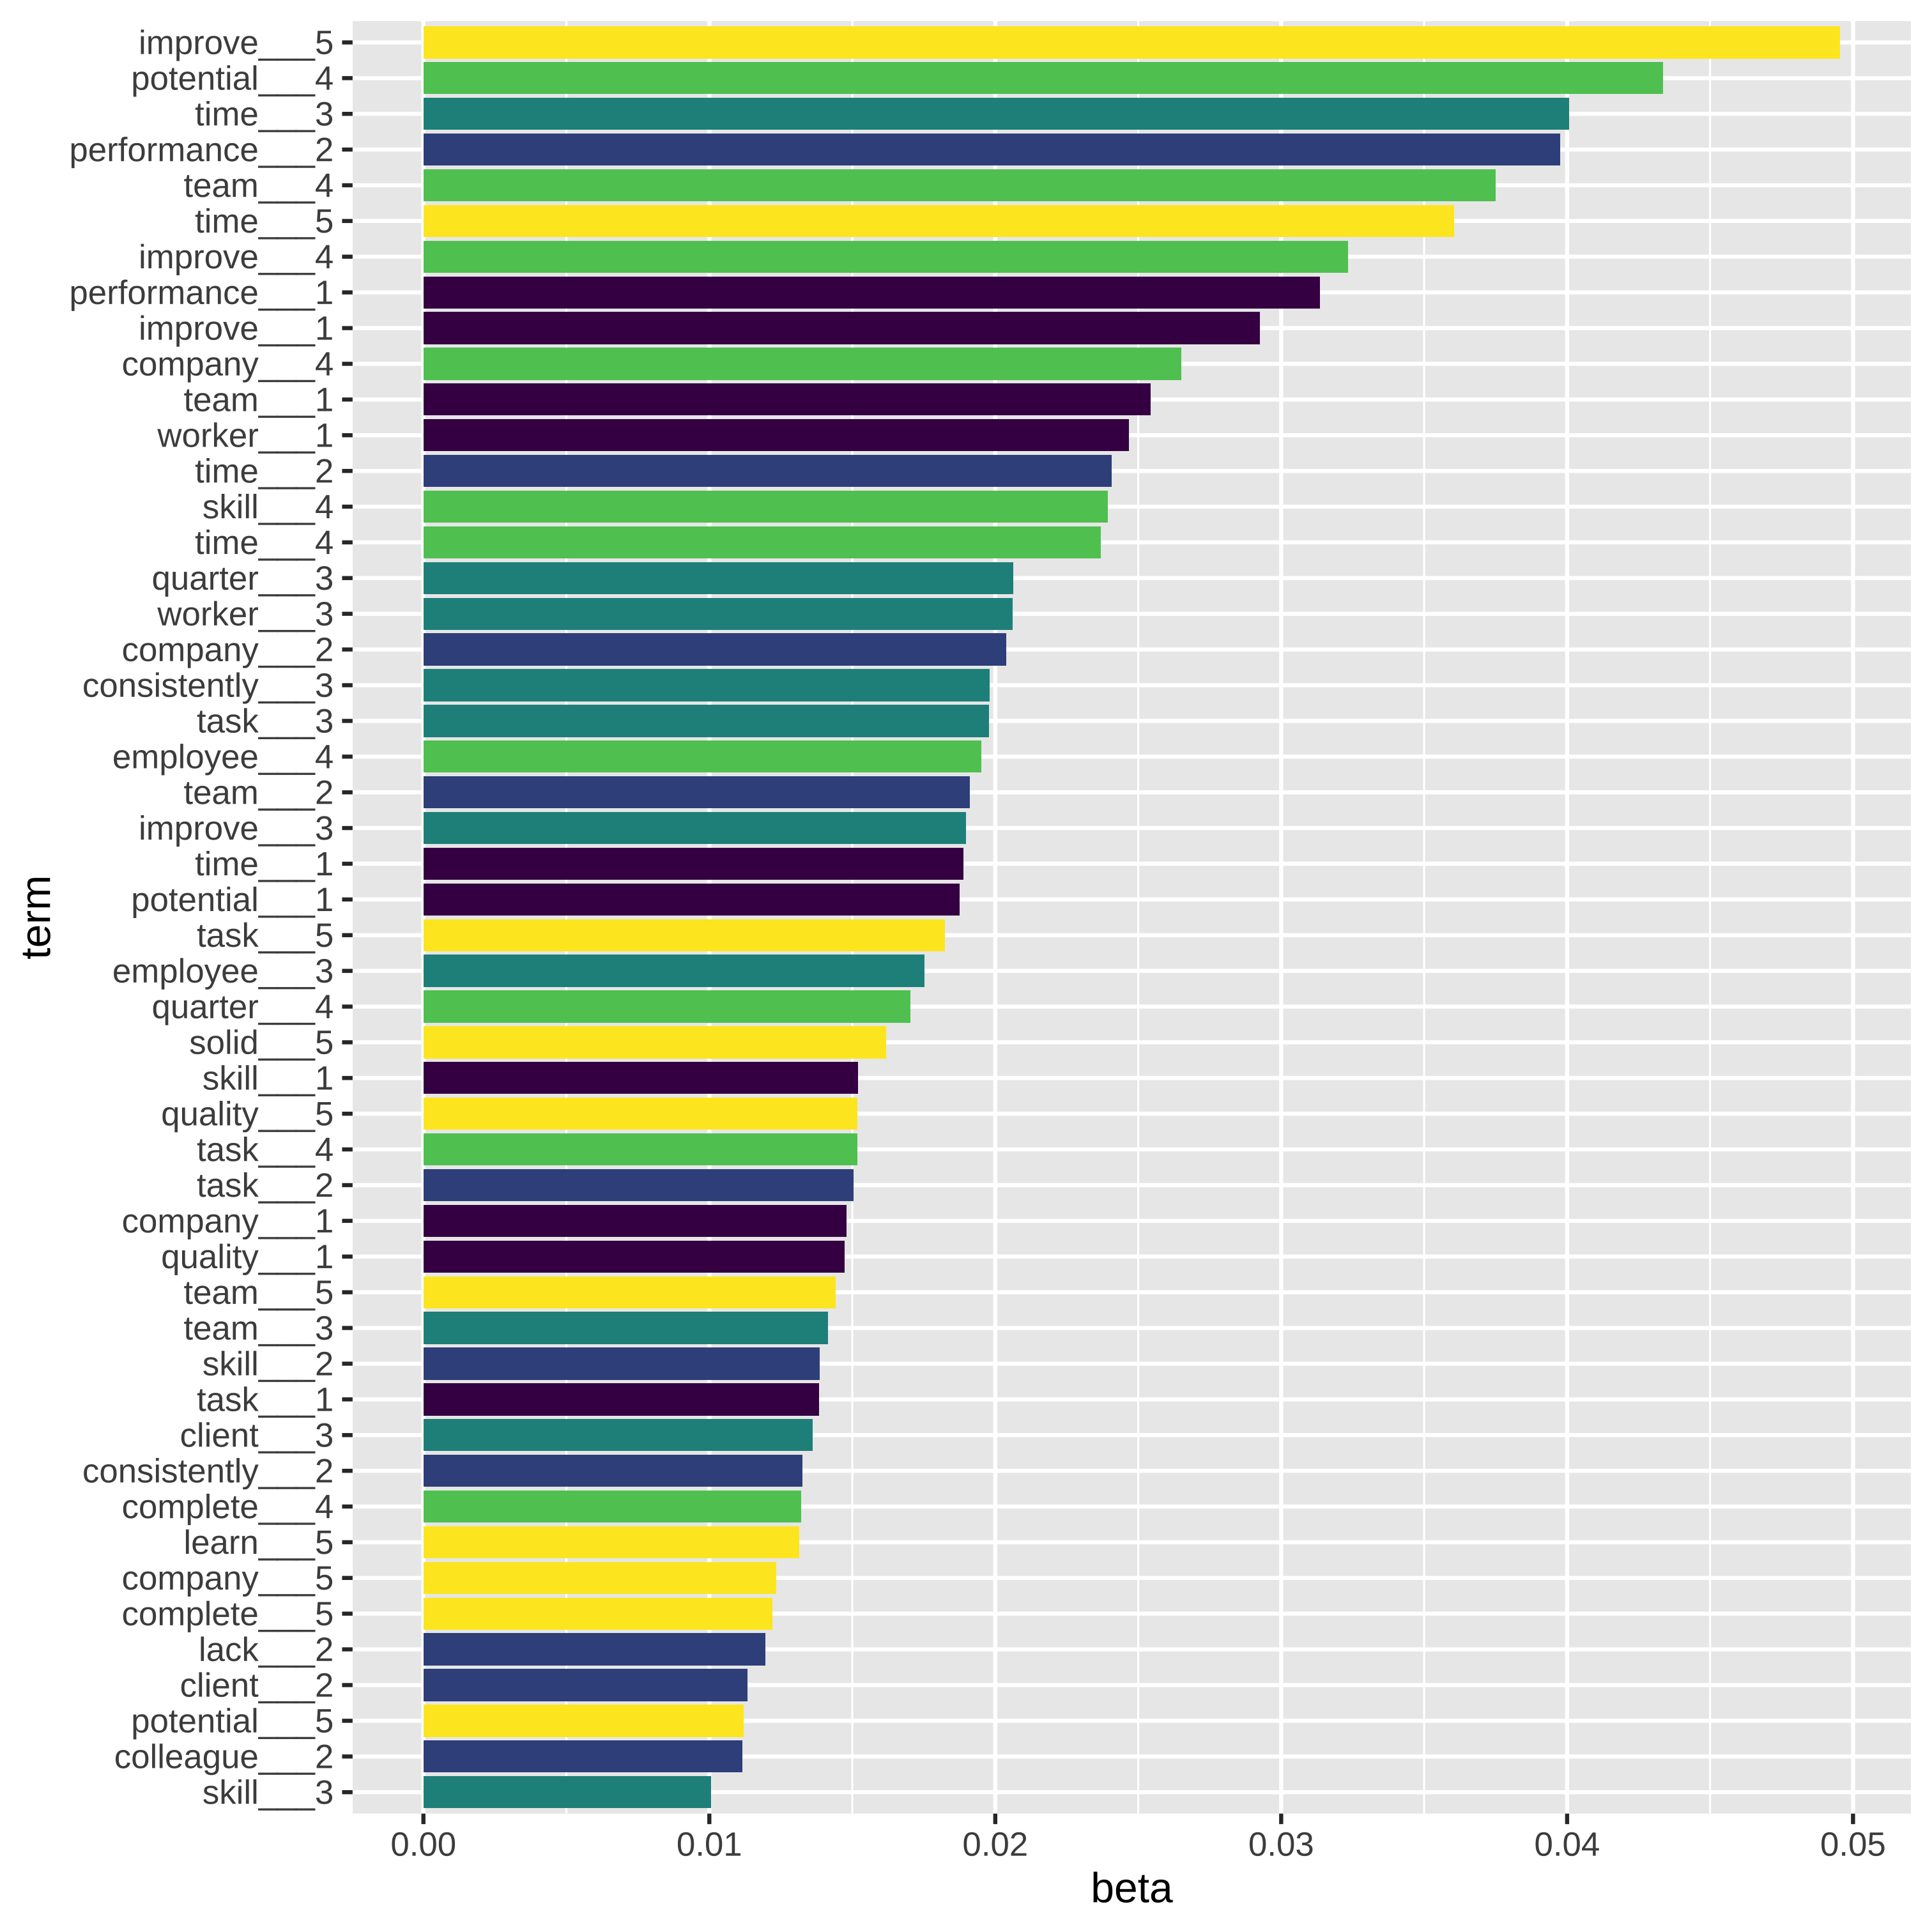 improve___5
potential___4
time___3
performance___2
team___4
time___5
improve___4
performance___1
improve___1
company___4
team___1
worker___1
time___2
skill___4
time___4
quarter___3
worker___3
company___2
consistently___3
task___3
employee___4
team___2
improve___3
time___1
potential___1
task___5
employee___3
quarter___4
solid___5
skill___1
quality___5
task___4
task___2
company___1
quality___1
team___5
team___3
skill___2
task___1
client___3
consistently___2
complete___4
learn___5
company___5
complete___5
lack___2
client___2
potential___5
colleague___2
skill___3
term
0.00 0.01 0.02 0.03 0.04 0.05
beta